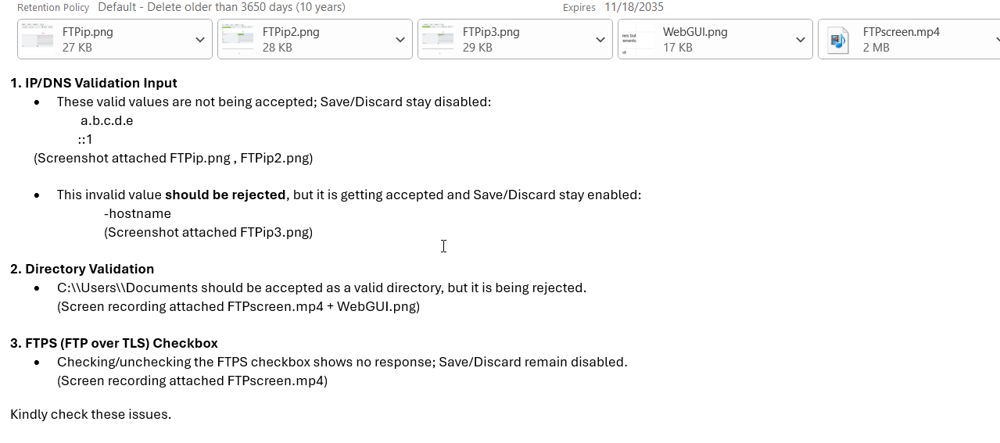 Retention Policy Default - Delete older than 3650 days (10 years) Expires 11/18/2035
FTPip.png FTPip2.png FTPip3.png WebGUI.png FTPscreen.mp4
27 KB 28 KB 29 KB 17 KB 2 MB
1. IP/DNS Validation Input
• These valid values are not being accepted; Save/Discard stay disabled:
a.b.c.d.e
::1
(Screenshot attached FTPip.png , FTPip2.png)
• This invalid value should be rejected, but it is getting accepted and Save/Discard stay enabled:
-hostname
(Screenshot attached FTPip3.png)
2. Directory Validation
• C:\\Users\\Documents should be accepted as a valid directory, but it is being rejected.
(Screen recording attached FTPscreen.mp4 + WebGUI.png)
3. FTPS (FTP over TLS) Checkbox
• Checking/unchecking the FTPS checkbox shows no response; Save/Discard remain disabled.
(Screen recording attached FTPscreen.mp4)
Kindly check these issues.